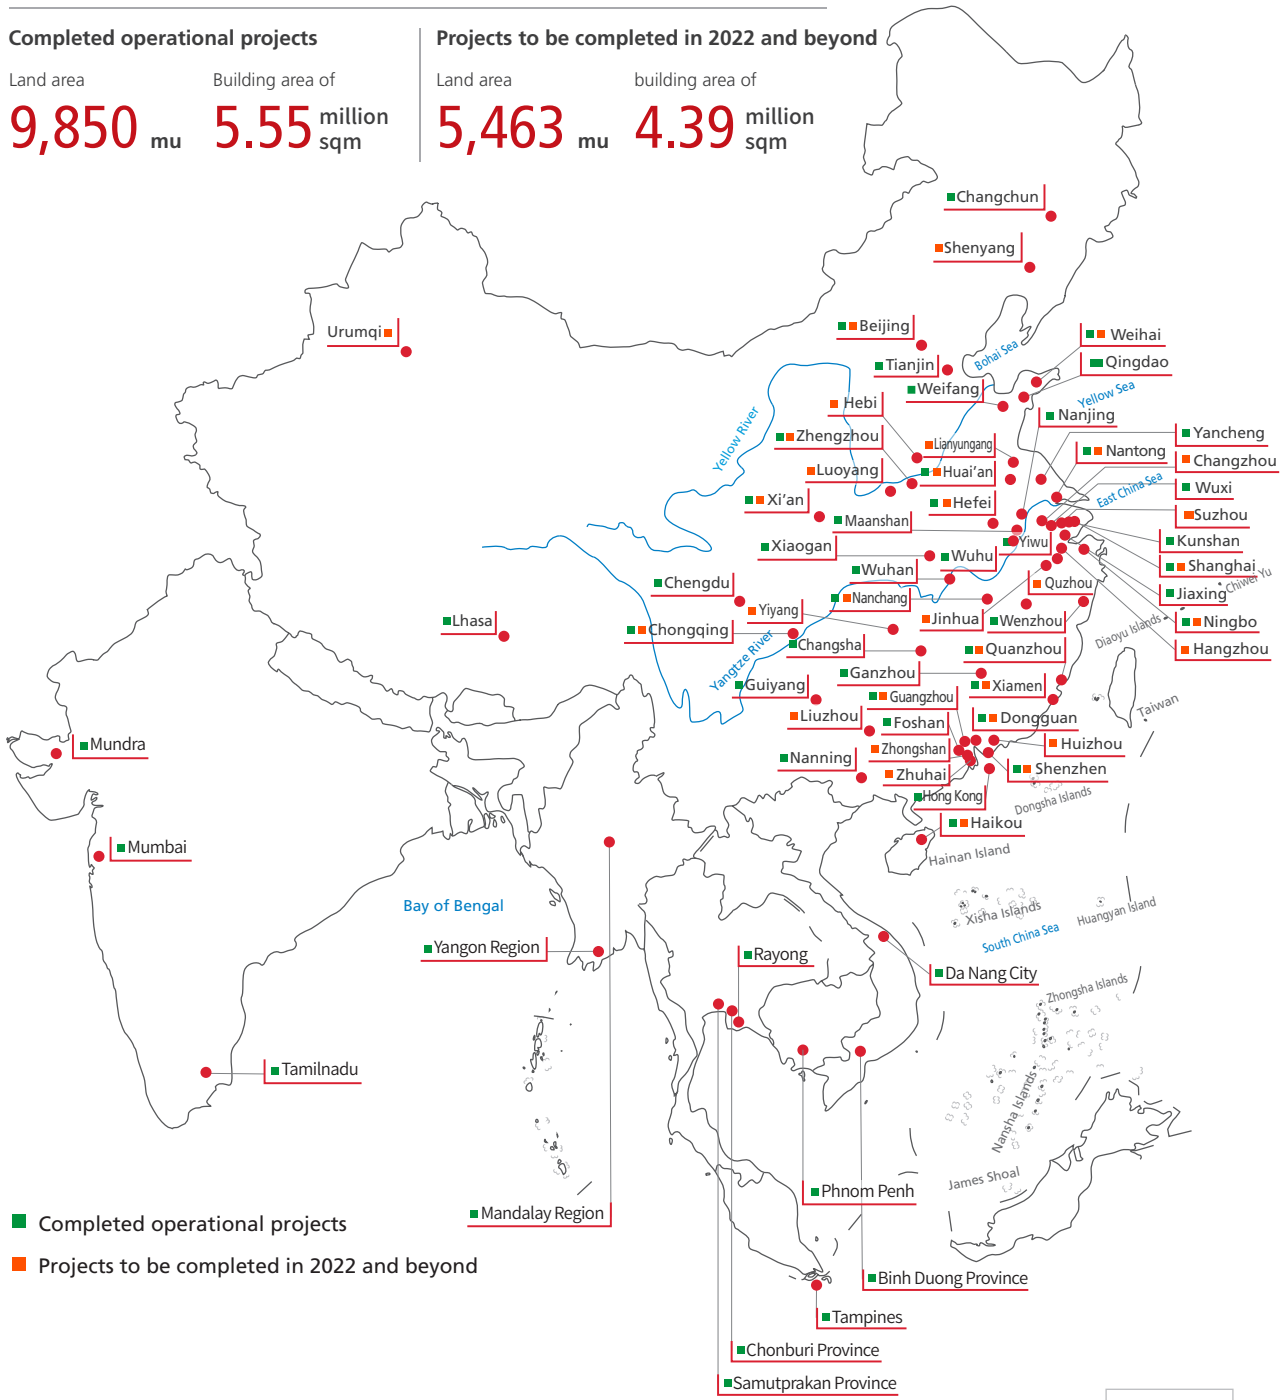 Completed operational projects
Projects to be completed in 2022 and beyond
Land area
Building area of
Land area
building area of
9,850 mu
5.55 million sqm
5,463 mu
4.39 million sqm
Changchun
Shenyang
Urumqi
Beijing
Bohai Sea
Weihai
Tianjin
Qingdao
Weifang
Yellow Sea
Hebi
Nanjing
Yellow River
Zhengzhou
Lianyungang
Yancheng
Nantong
Changzhou
Luoyang
Huai'an
East China Sea
Wuxi
Xi'an
Hefei
Suzhou
Maanshan
Yiwu
Kunshan
Xiaogan
Wuhu
Shanghai
Wuhan
Chiwei Yu
Chengdu
Quzhou
Jiaxing
Nanchang
Yiyang
Lhasa
Jinhua
Wenzhou
Ningbo
Chongqing
Diaoyu Islands
Changsha
Quanzhou
Hangzhou
Yangtze River
Ganzhou
Guiyang
Xiamen
Guangzhou
Taiwan
Liuzhou
Foshan
Dongguan
Mundra
Zhongshan
Huizhou
Nanning
Zhuhai
Shenzhen
Hong Kong
Dongsha Islands
Haikou
Mumbai
Hainan Island
Bay of Bengal
Xisha Islands
Huangyan Island
South China Sea
Yangon Region
Rayong
Da Nang City
Zhongsha Islands
Tamilnadu
Nansha Islands
James Shoal
Phnom Penh
Mandalay Region
Completed operational projects
Projects to be completed in 2022 and beyond
Binh Duong Province
Tampines
Chonburi Province
Samutprakan Province